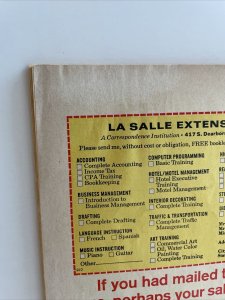 LA SALLE EXTENS
A Correspondence Institution • 417 S. Dearbor
Please send me, without cost or obligation, FREE bookle
ACCOUNTING
Complete Accounting
Income Tax
CPA Training
Bookkeeping
BUSINESS MANAGEMENT
Introduction to
Business Management
DRAFTING
Complete Drafting
LANGUAGE INSTRUCTION
French Spanish
MUSIC INSTRUCTION
Piano Guitar
Other
COMPUTER PROGRAMMING
Basic Training
HOTEL/MOTEL MANAGEMENT
Hotel Executive
Training
Motel Management
INTERIOR DECORATING
Complete Training
TRAFFIC & TRANSPORTATION
Traffic & Transportation
Complete Traffic
Management
ART TRAINING
Commercial Art
Oil, Water Color
Painting
Complete Training
If you had mailed t
perhaps your sal